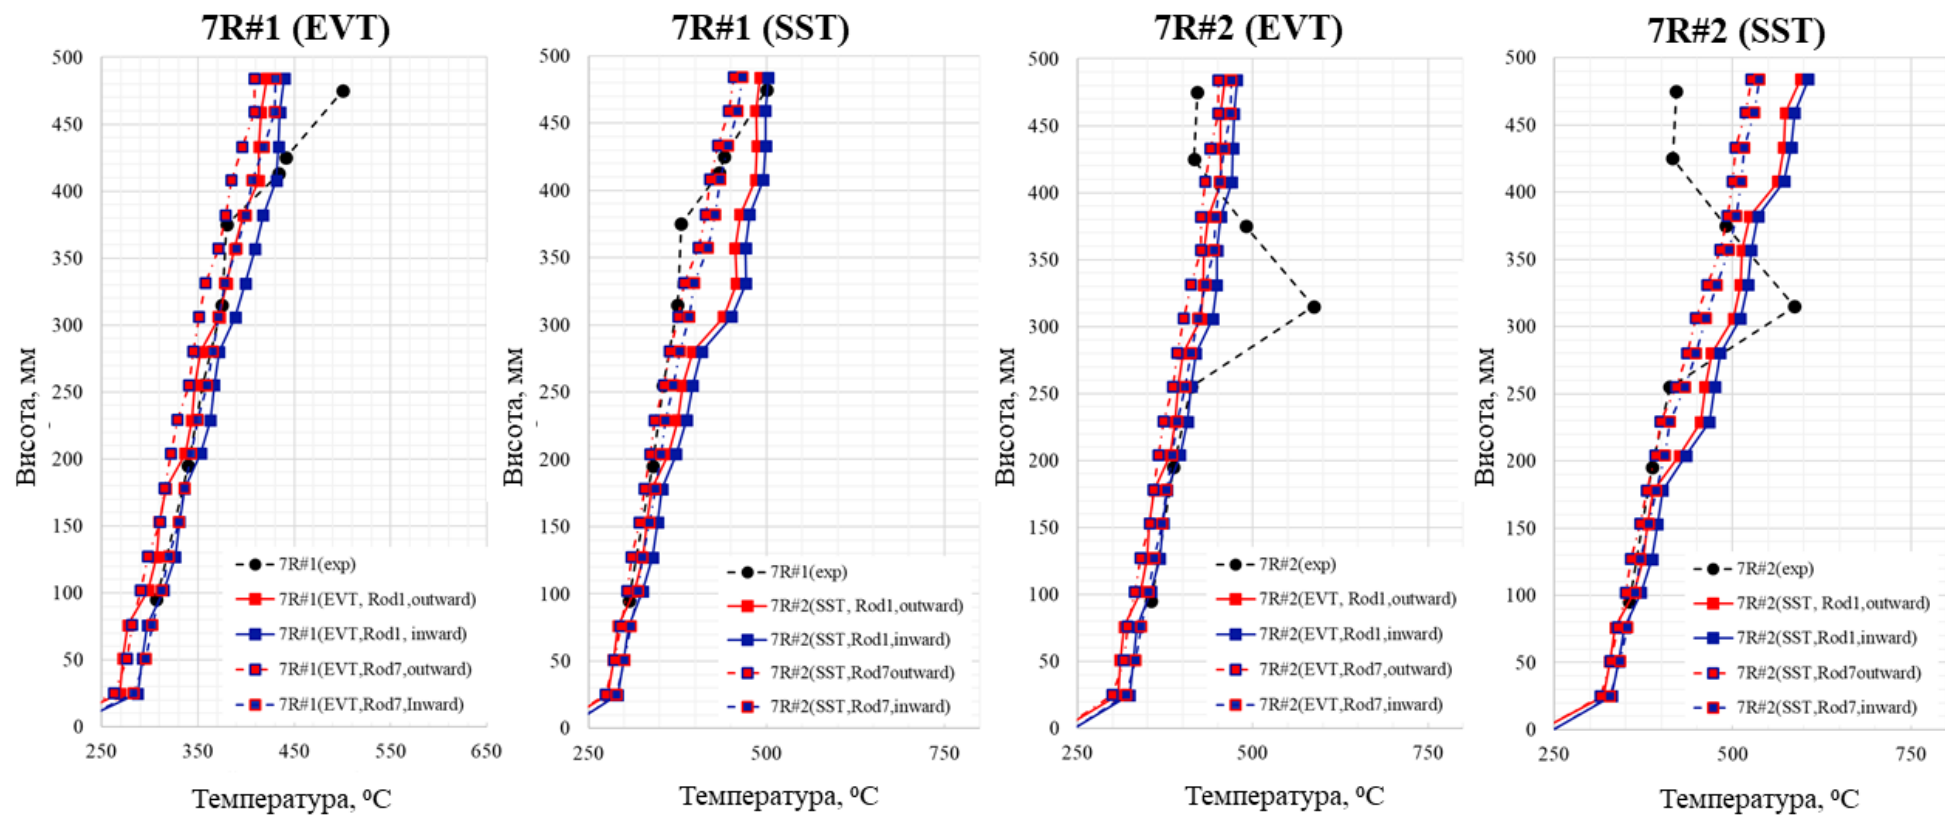 7R#1 (EVT)
500
450
400
350
300
250
200
150
100
50
0
250 350 450 550 650
Висота, мм
Температура, ⁰C
7R#1(exp)
7R#1(EVT, Rod1,outward)
7R#1(EVT,Rod1, inward)
7R#1(EVT,Rod7,outward)
7R#1(EVT,Rod7,Inward)
7R#1 (SST)
500
450
400
350
300
250
200
150
100
50
0
250 500 750
Висота, мм
Температура, ⁰C
7R#1(exp)
7R#2(SST, Rod1,outward)
7R#2(SST,Rod1,inward)
7R#2(SST,Rod7outward)
7R#2(SST,Rod7,inward)
7R#2 (EVT)
500
450
400
350
300
250
200
150
100
50
0
250 500 750
Висота, мм
Температура, ⁰C
7R#2(exp)
7R#2(EVT, Rod1,outward)
7R#2(EVT,Rod1,inward)
7R#2(EVT,Rod7,outward)
7R#2(EVT,Rod7,inward)
7R#2 (SST)
500
450
400
350
300
250
200
150
100
50
0
250 500 750
Висота, мм
Температура, ⁰C
7R#2(exp)
7R#2(SST, Rod1,outward)
7R#2(SST,Rod1,inward)
7R#2(SST,Rod7outward)
7R#2(SST,Rod7,inward)